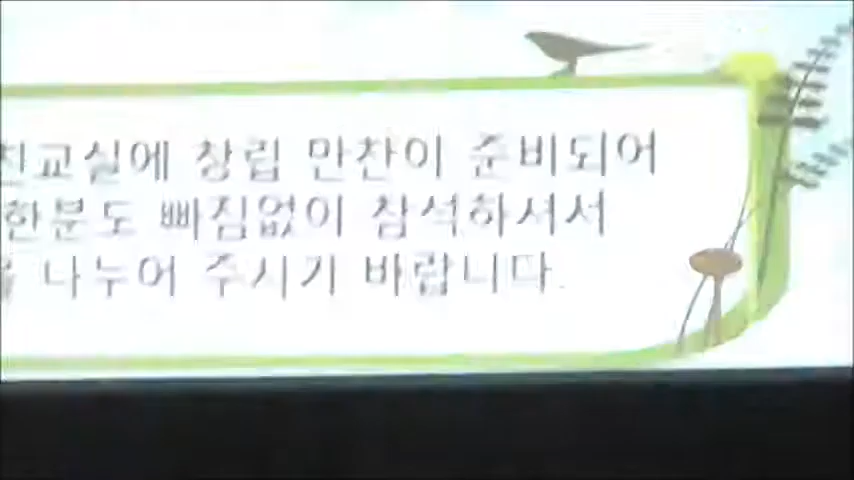 친교실에 창립 만찬이 준비되어
한분도 빠짐없이 참석하셔서
나누어 주시기 바랍니다.